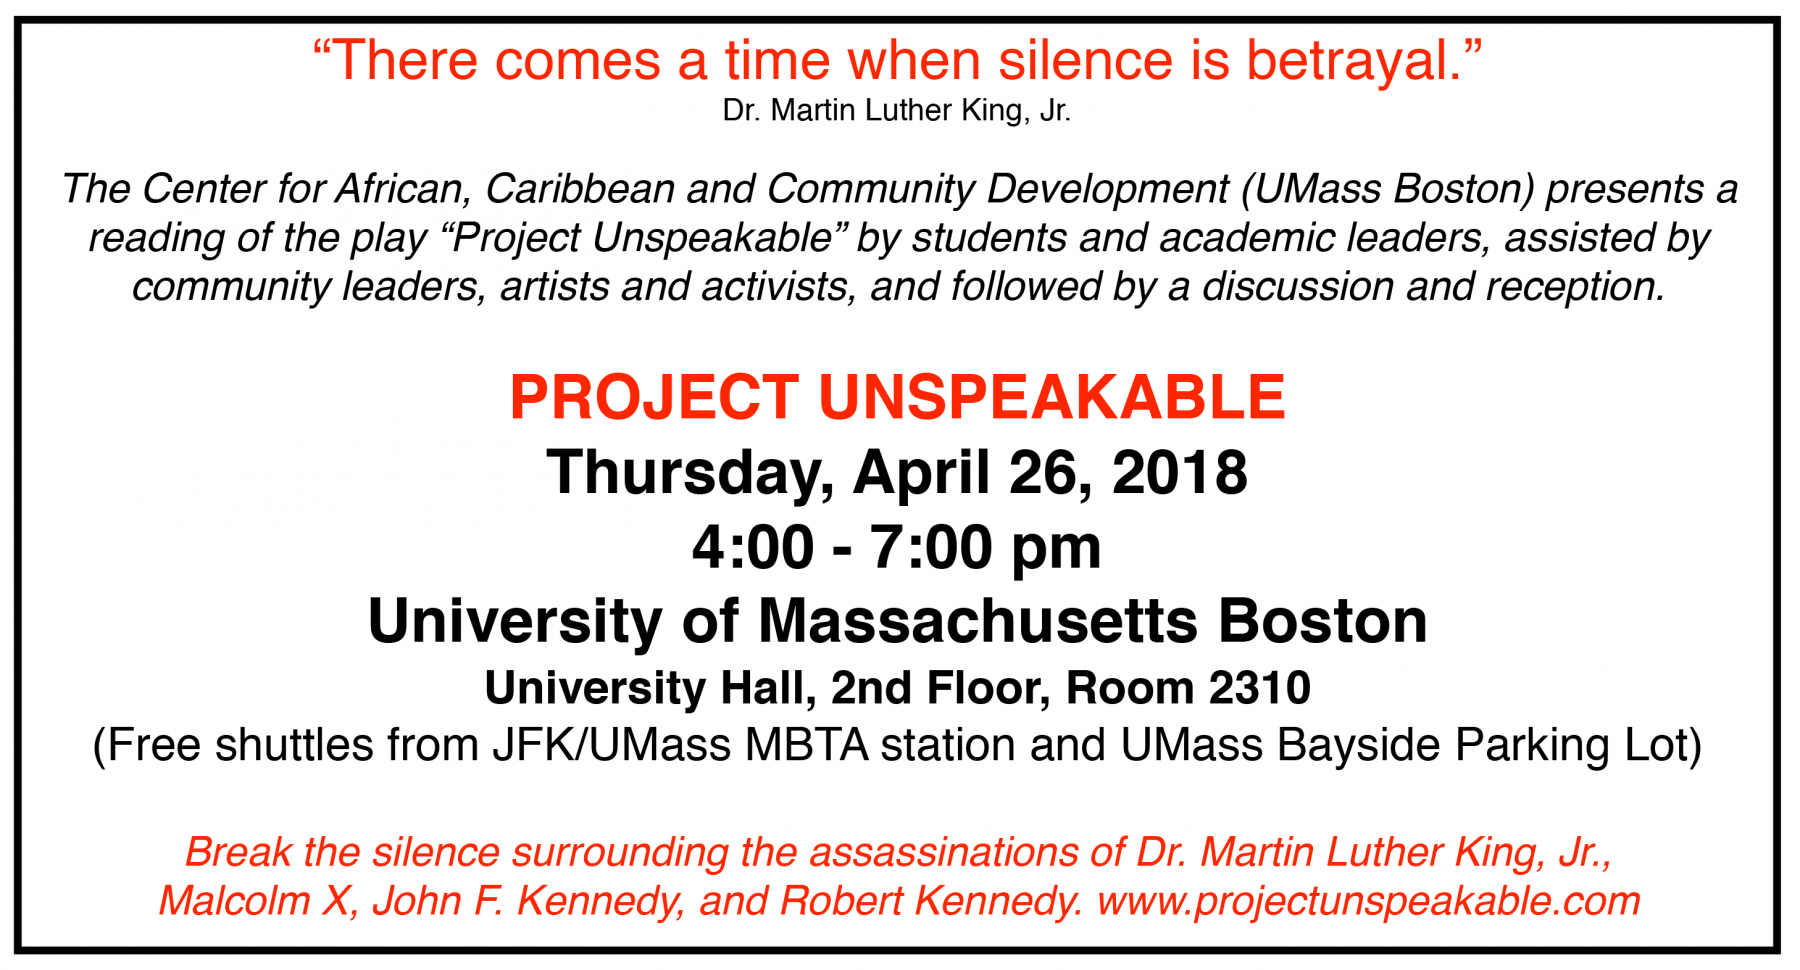 “There comes a time when silence is betrayal.”
Dr. Martin Luther King, Jr.
The Center for African, Caribbean and Community Development (UMass Boston) presents a
reading of the play “Project Unspeakable” by students and academic leaders, assisted by
community leaders, artists and activists, and followed by a discussion and reception.
PROJECT UNSPEAKABLE
Thursday, April 26, 2018
4:00 - 7:00 pm
University of Massachusetts Boston
University Hall, 2nd Floor, Room 2310
(Free shuttles from JFK/UMass MBTA station and UMass Bayside Parking Lot)
Break the silence surrounding the assassinations of Dr. Martin Luther King, Jr.,
Malcolm X, John F. Kennedy, and Robert Kennedy. www.projectunspeakable.com